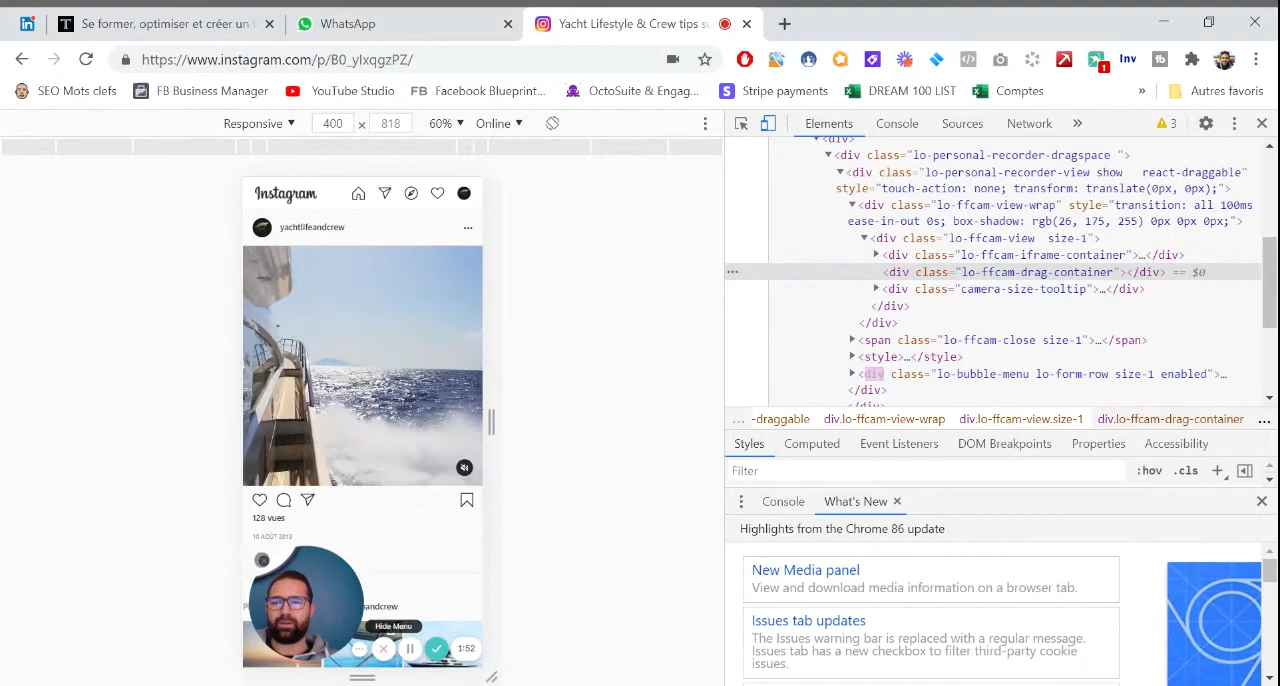 Se former, optimiser et créer un t
WhatsApp
Yacht Lifestyle & Crew tips su
https://www.instagram.com/p/B0_ylxqgzPZ/
1
Inv
SEO Mots clefs
FB Business Manager
YouTube Studio
FB Facebook Blueprint...
OctoSuite & Engag...
Stripe payments
DREAM 100 LIST
Comptes
»
Autres favoris
Responsive ▼ 400 x 818 60% ▼ Online ▼
Elements Console Sources Network » 3
Instagram
yachtlifeandcrew
128 vues
10 AOÛT 2019
andcrew
Hide Menu
1:52
<div>
▼<div class="lo-personal-recorder-dragspace ">
▼<div class="lo-personal-recorder-view show react-draggable"
style="touch-action: none; transform: translate(0px, 0px);">
▼<div class="lo-ffcam-view-wrap" style="transition: all 100ms
ease-in-out 0s; box-shadow: rgb(26, 175, 255) 0px 0px 0px;">
▼<div class="lo-ffcam-view size-1">
▶<div class="lo-ffcam-iframe-container">…</div>
<div class="lo-ffcam-drag-container"></div> == $0
▶<div class="camera-size-tooltip">…</div>
</div>
</div>
▶<span class="lo-ffcam-close size-1">…</span>
▶<style>…</style>
▶<div class="lo-bubble-menu lo-form-row size-1 enabled">…
</div>
... -draggable div.lo-ffcam-view-wrap div.lo-ffcam-view.size-1 div.lo-ffcam-drag-container ...
Styles Computed Event Listeners DOM Breakpoints Properties Accessibility
Filter :hov .cls +
Console What's New ×
Highlights from the Chrome 86 update
New Media panel
View and download media information on a browser tab.
Issues tab updates
The Issues warning bar is replaced with a regular message.
Issues tab has a new checkbox to filter third-party cookie
issues.